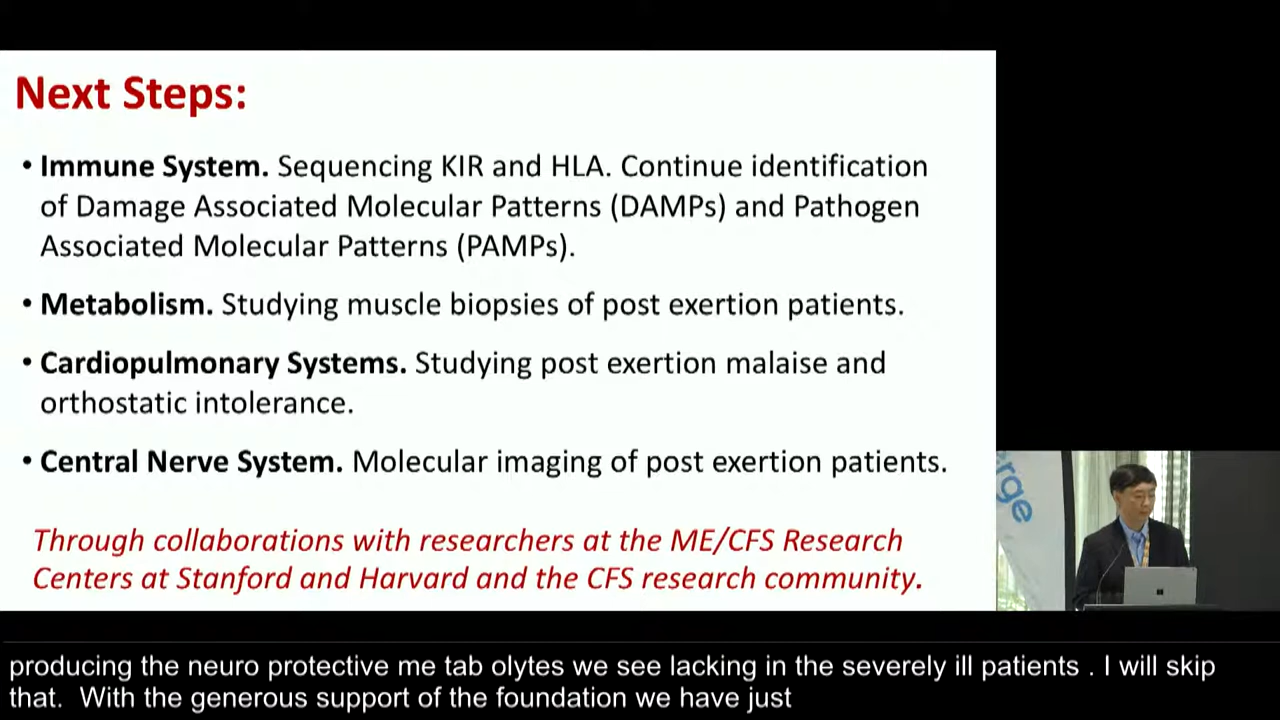 Next Steps:
• Immune System. Sequencing KIR and HLA. Continue identification
of Damage Associated Molecular Patterns (DAMPs) and Pathogen
Associated Molecular Patterns (PAMPs).
• Metabolism. Studying muscle biopsies of post exertion patients.
• Cardiopulmonary Systems. Studying post exertion malaise and
orthostatic intolerance.
• Central Nerve System. Molecular imaging of post exertion patients.
Through collaborations with researchers at the ME/CFS Research
Centers at Stanford and Harvard and the CFS research community.
erge
producing the neuro protective me tab olytes we see lacking in the severely ill patients . I will skip
that. With the generous support of the foundation we have just